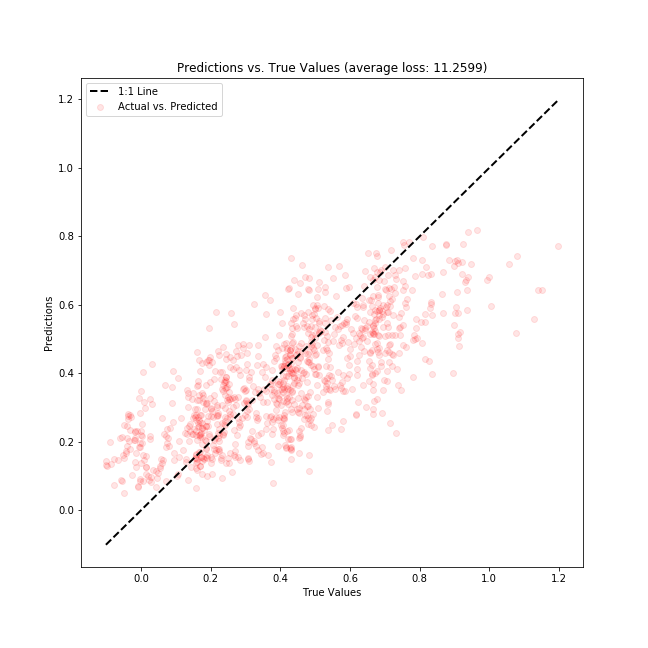 Predictions vs. True Values (average loss: 11.2599)
1:1 Line
Actual vs. Predicted
1.2
1.0
0.8
0.6
0.4
0.2
0.0
Predictions
0.0 0.2 0.4 0.6 0.8 1.0 1.2
True Values